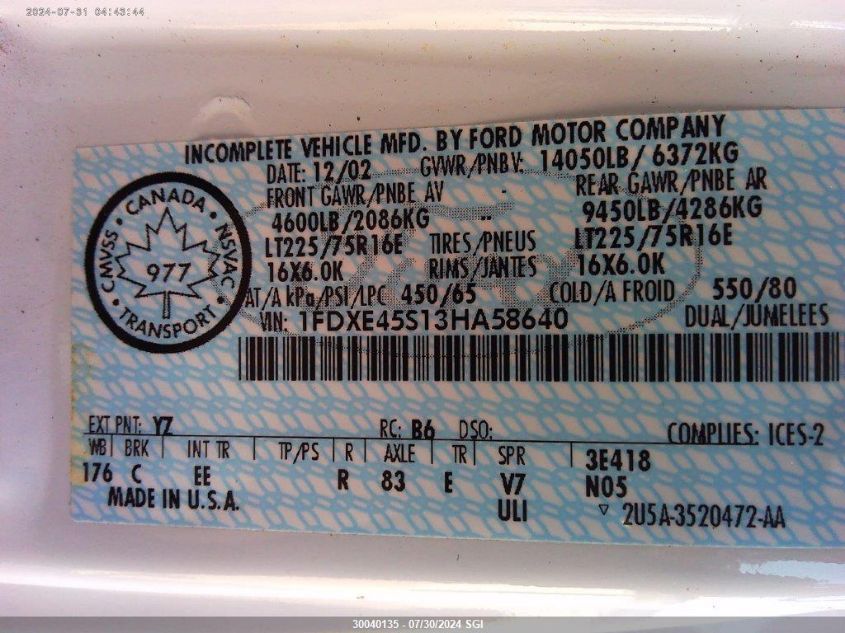 2024-07-31 04:43:44
INCOMPLETE VEHICLE MFD. BY FORD MOTOR COMPANY
DATE: 12/02 GVWR/PNBV: 14050LB/ 6372KG
FRONT GAWR/PNBE AV REAR GAWR/PNBE AR
4600LB/2086KG 9450LB/4286KG
LT225/75R16E TIRES/PNEUS LT225/75R16E
16X6.0K RIMS/JANTES 16X6.0K
AT/A kPa/PSI/LPC 450/65 COLD/A FROID 550/80
VIN: 1FDXE45S13HA58640 DUAL/JUMELEES
CANADA
CMVSS • NSVAC
977
TRANSPORT
EXT PNT: YZ RC: B6 DSO: COMPLIES: ICES-2
WB BRK INT TR TP/PS R AXLE TR SPR 3E418
176 C EE R 83 E V7 N05
MADE IN U.S.A. ULI ▽ 2U5A-3520472-AA
30040135 - 07/30/2024 SGI